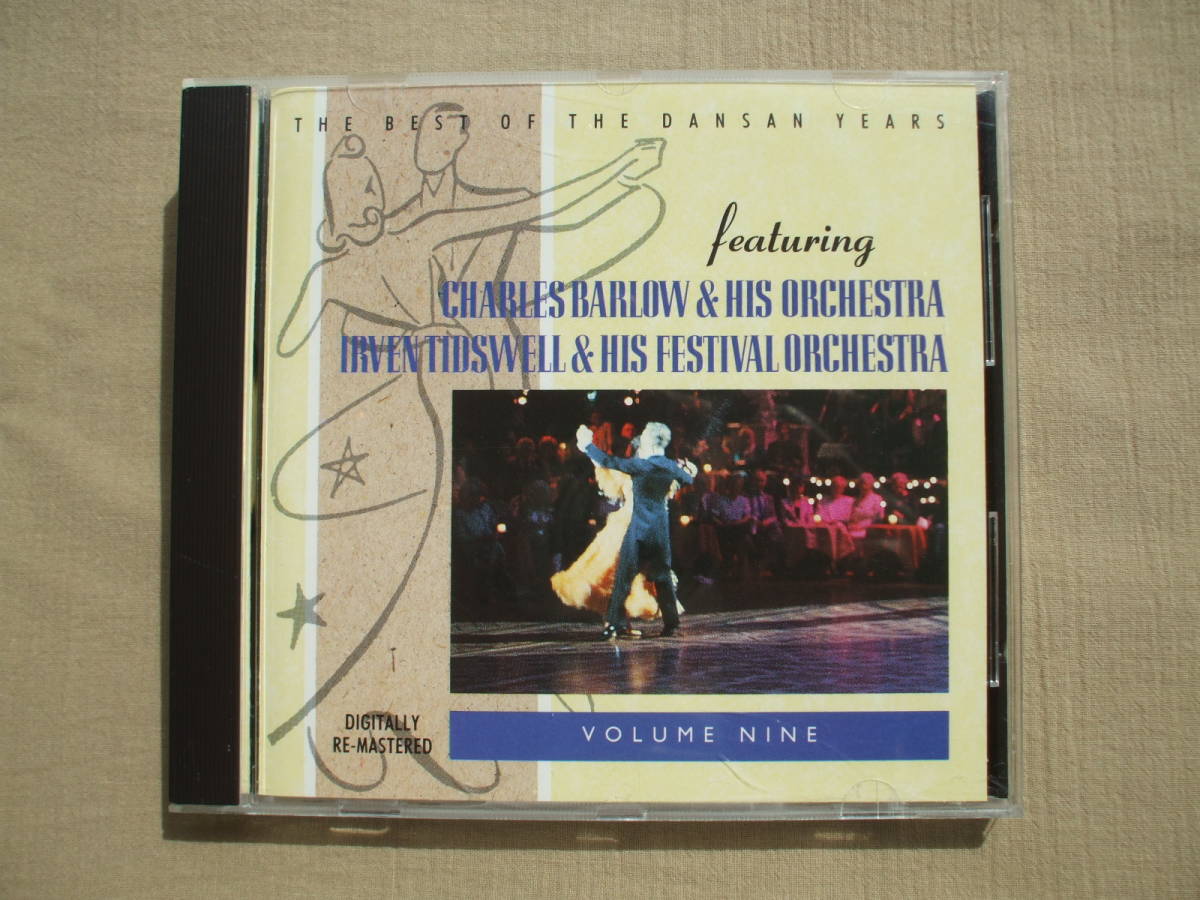 THE BEST OF THE DANSAN YEARS
featuring
CHARLES BARLOW & HIS ORCHESTRA
IRVEN TIDSWELL & HIS FESTIVAL ORCHESTRA
DIGITALLY
RE-MASTERED
VOLUME NINE